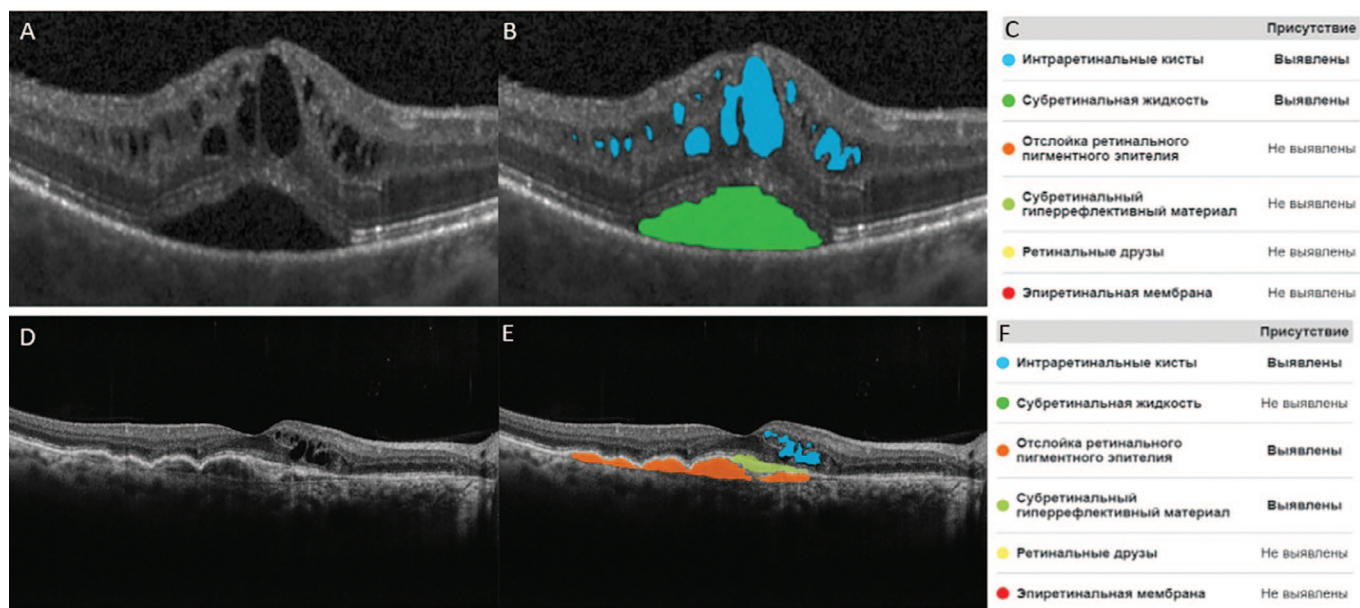 A
B
C
Присутствие
Интраретинальные кисты Выявлены
Субретинальная жидкость Выявлены
Отслойка ретинального
пигментного эпителия
Не выявлены
Субретинальный
гиперрефлективный материал
Не выявлены
Ретинальные друзы Не выявлены
Эпиретинальная мембрана Не выявлены
D
E
F
Присутствие
Интраретинальные кисты Выявлены
Субретинальная жидкость Не выявлены
Отслойка ретинального
пигментного эпителия
Выявлены
Субретинальный
гиперрефлективный материал
Выявлены
Ретинальные друзы Не выявлены
Эпиретинальная мембрана Не выявлены